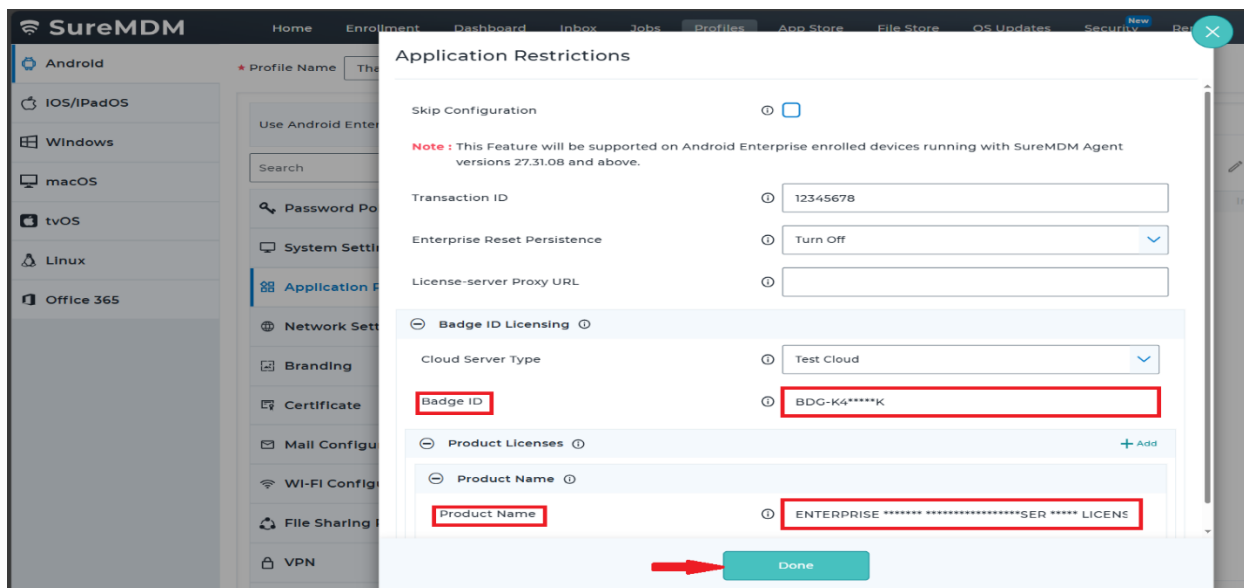 SureMDM
Home Enrollment Dashboard Inbox Jobs Profiles App Store File Store OS Updates Security New
Android
iOS/iPadOS
Windows
macOS
tvOS
Linux
Office 365
* Profile Name
Use Android Enter
Search
Password Po
System Setti
Application P
Network Sett
Branding
Certificate
Mail Configu
Wi-Fi Config
File Sharing
VPN
Application Restrictions
Skip Configuration
Note : This Feature will be supported on Android Enterprise enrolled devices running with SureMDM Agent
versions 27.31.08 and above.
Transaction ID 12345678
Enterprise Reset Persistence Turn Off
License-server Proxy URL
Badge ID Licensing
Cloud Server Type Test Cloud
Badge ID BDG-K4*****K
Product Licenses + Add
Product Name
Product Name ENTERPRISE ******* ******************SER ***** LICENS
Done